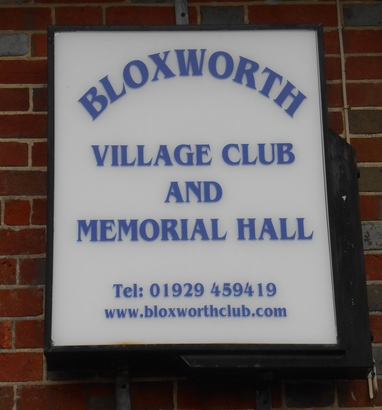 BLOXWORTH
VILLAGE CLUB
AND
MEMORIAL HALL
Tel: 01929 459419
www.bloxworthclub.com